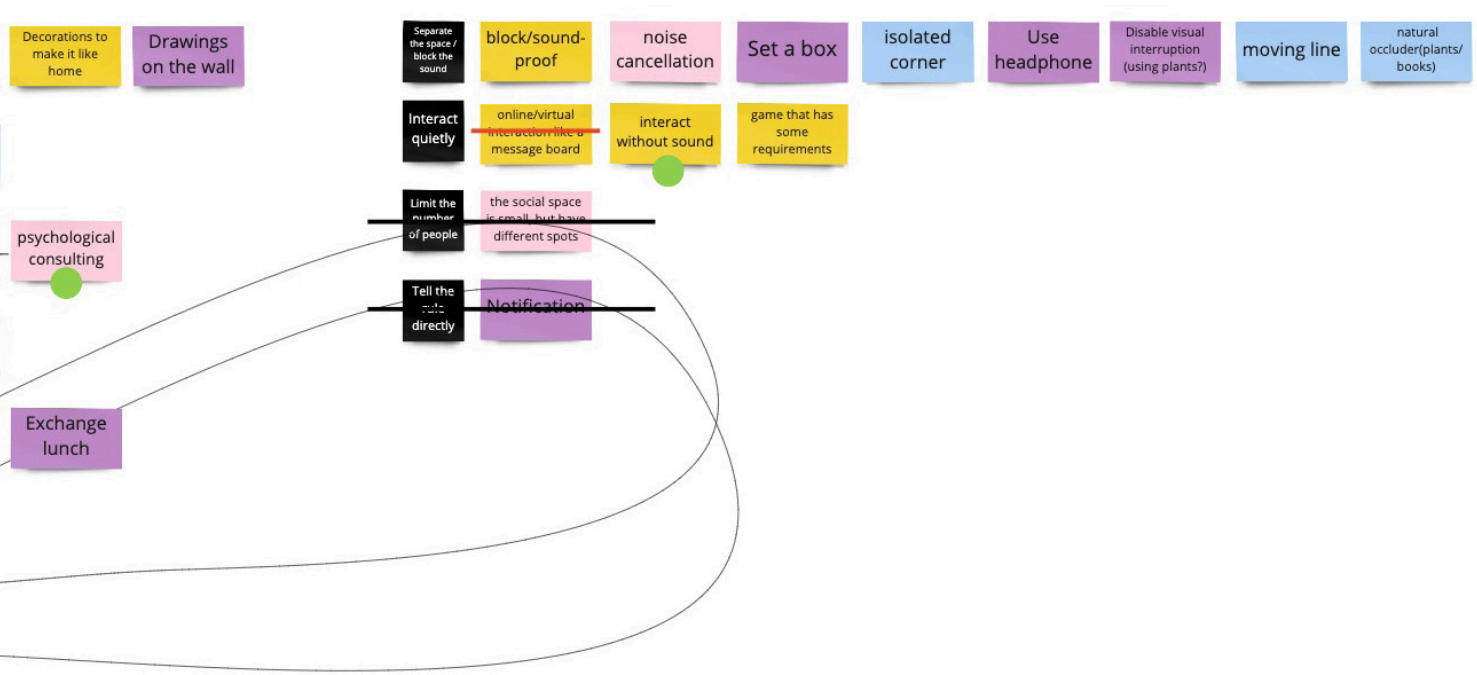 Decorations to
make it like
home
Drawings
on the wall
Separate
the space /
block the
sound
block/sound-
proof
noise
cancellation
Set a box
isolated
corner
Use
headphone
Disable visual
interruption
(using plants?)
moving line
natural
occluder(plants/
books)
Interact
quietly
online/virtual
interaction like a
message board
interact
without sound
game that has
some
requirements
Limit the
number
of people
the social space
is small, but have
different spots
psychological
consulting
Tell the
rule
directly
Notification
Exchange
lunch